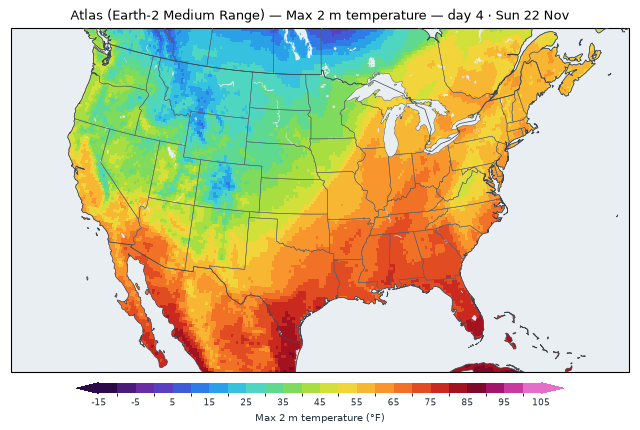 Atlas (Earth-2 Medium Range) — Max 2 m temperature — day 4 · Sun 22 Nov
-15 -5 5 15 25 35 45 55 65 75 85 95 105
Max 2 m temperature (°F)